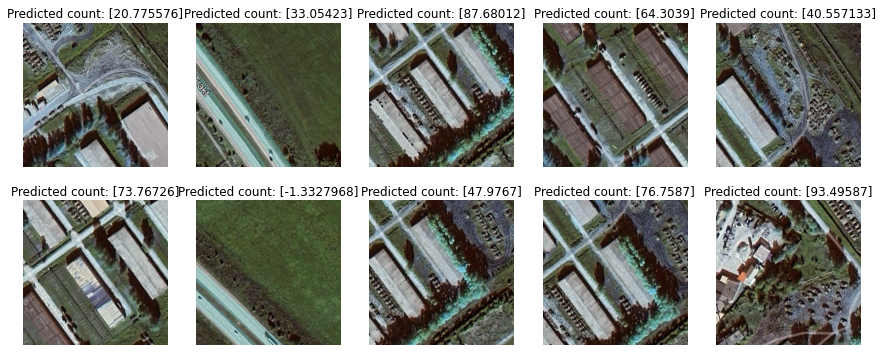 Predicted count: [20.775576]
Predicted count: [33.05423]
Predicted count: [87.68012]
Predicted count: [64.3039]
Predicted count: [40.557133]
Predicted count: [73.76726]
Predicted count: [-1.3327968]
Predicted count: [47.9767]
Predicted count: [76.7587]
Predicted count: [93.49587]